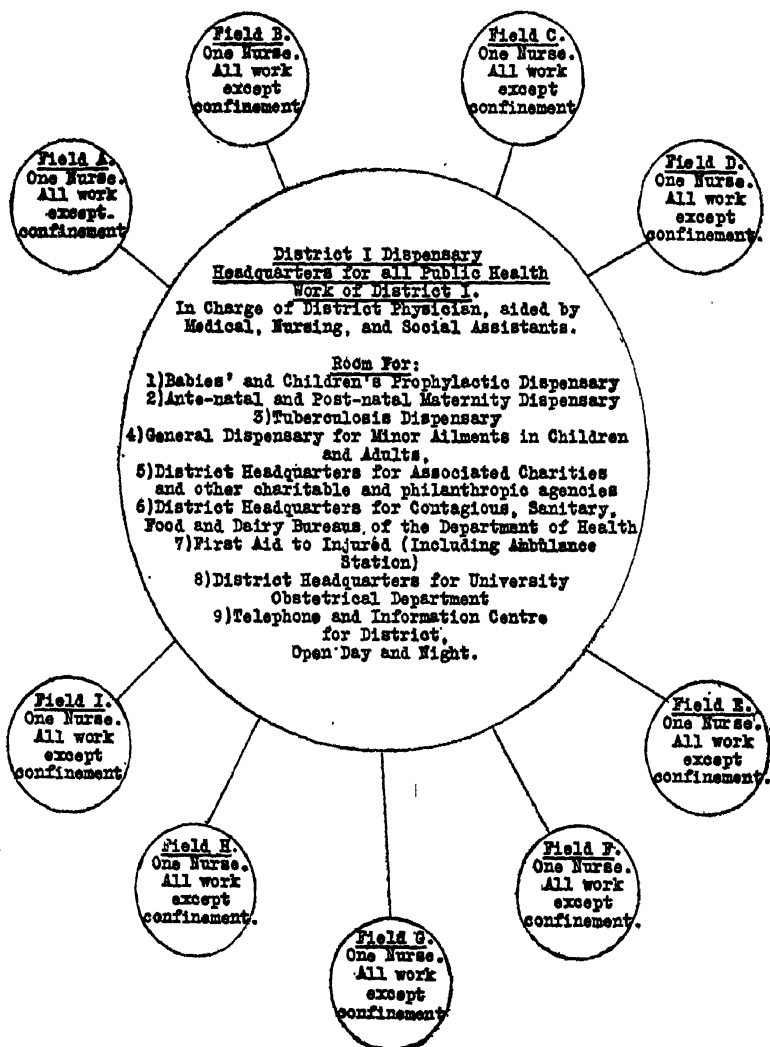 Field B.
One Nurse.
All work
except
confinement
Field C.
One Nurse.
All work
except
confinement
Field A.
One Nurse.
All work
except.
confinement
Field D.
One Nurse.
All work
except
confinement
District I Dispensary
Headquarters for all Public Health
Work of District I.
In Charge of District Physician, aided by
Medical, Nursing, and Social Assistants.
Room For:
1)Babies' and Children's Prophylactic Dispensary
2)Ante-natal and Post-natal Maternity Dispensary
3)Tuberculosis Dispensary
4)General Dispensary for Minor Ailments in Children
and Adults.
5)District Headquarters for Associated Charities
and other charitable and philanthropic agencies
6)District Headquarters for Contagious, Sanitary,
Food and Dairy Bureaus of the Department of Health
7)First Aid to Injured (Including Ambulance
Station)
8)District Headquarters for University
Obstetrical Department
9)Telephone and Information Centre
for District,
Open Day and Night.
Field I.
One Nurse.
All work
except
confinement
Field E.
One Nurse.
All work
except
confinement.
Field H.
One Nurse.
All work
except
confinement.
Field F.
One Nurse.
All work
except
confinement.
Field G.
One Nurse.
All work
except
confinement